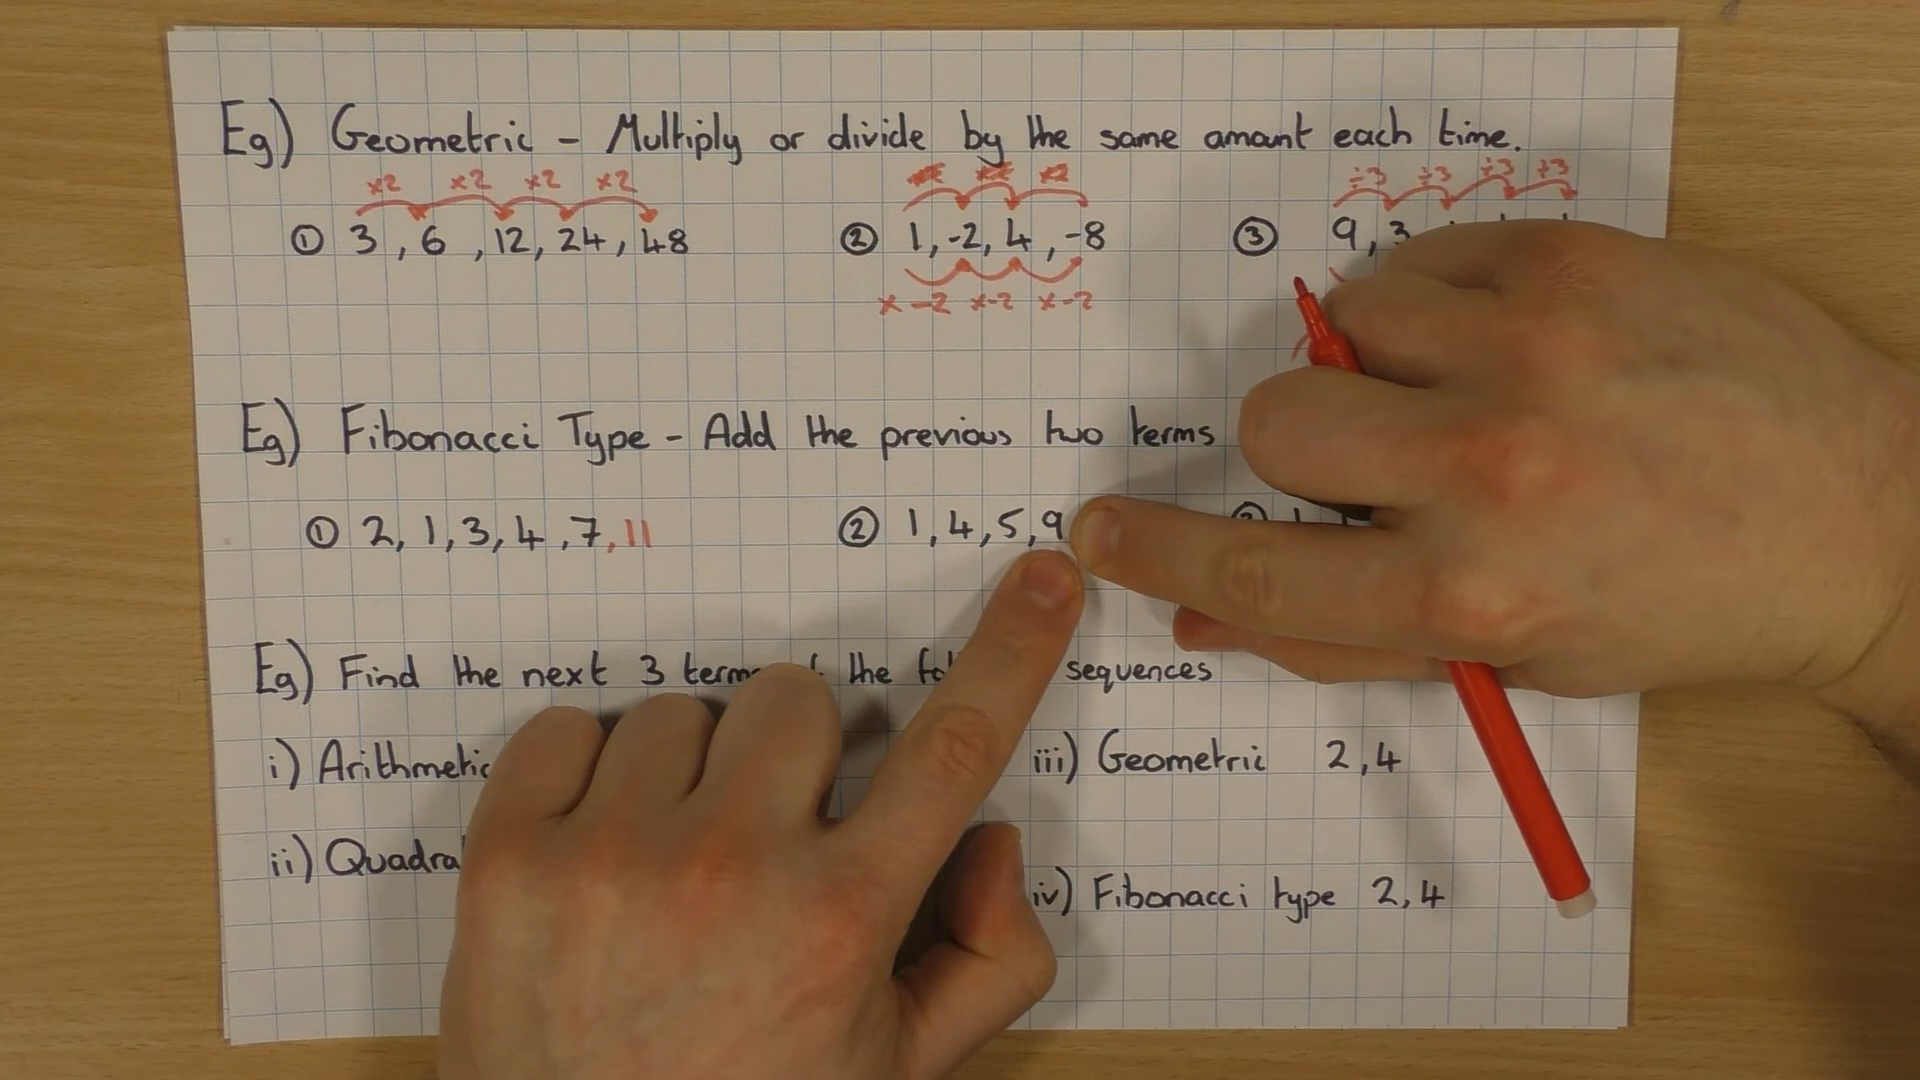 Eg) Geometric - Multiply or divide by the same amant each time.
×2 ×2 ×2 ×2 ×2 ÷3 ÷3 ÷3 ÷3
① 3, 6, 12, 24, 48 ② 1, -2, 4, -8 ③ 9, 3
× -2 ×-2 ×-2
Eg) Fibonacci Type - Add the previous two terms
① 2, 1, 3, 4, 7, 11 ② 1, 4, 5, 9
Eg) Find the next 3 the sequences
i) Arithmetic iii) Geometric 2, 4
ii) iv) Fibonacci type 2, 4